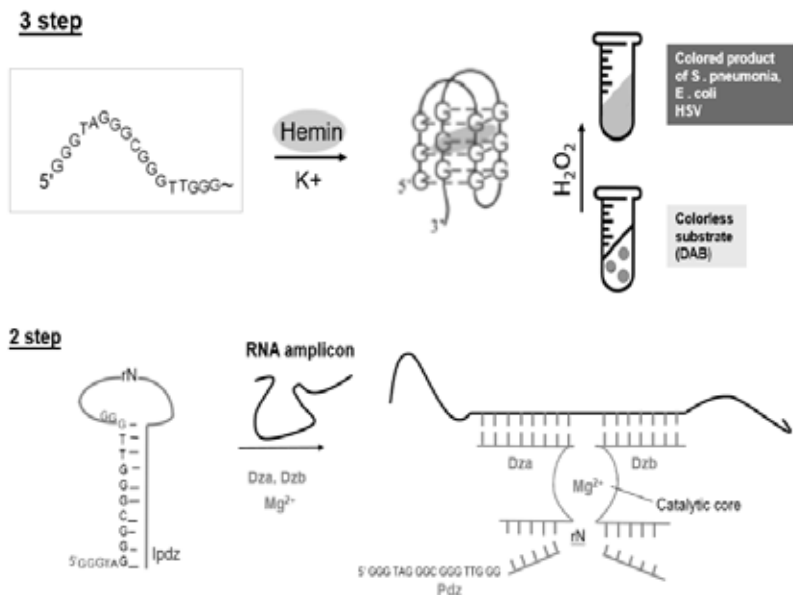 3 step
5' GGGTAGGGCGGGTTGGG~
Hemin
K+
G G G G
G G G G
G G G G
5'
3'
H2O2
Colored product
of S. pneumonia,
E. coli
HSV
Colorless
substrate
(DAB)
2 step
rN
GG
G
T
T
G
G
G
C
G
G
5'GGGTAG
lpdz
RNA amplicon
Dza, Dzb
Mg2+
Dza
Dzb
Mg2+
Catalytic core
rN
5' GGG TAG GGC GGG TTG GG
Pdz